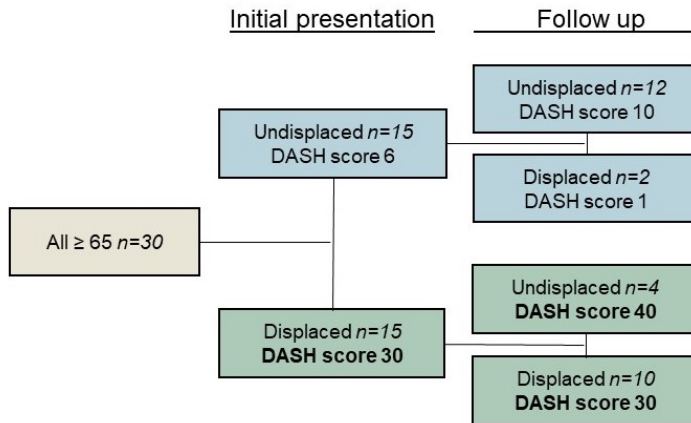 Initial presentation
Follow up
Undisplaced n=12
DASH score 10
Undisplaced n=15
DASH score 6
Displaced n=2
DASH score 1
All ≥ 65 n=30
Undisplaced n=4
DASH score 40
Displaced n=15
DASH score 30
Displaced n=10
DASH score 30